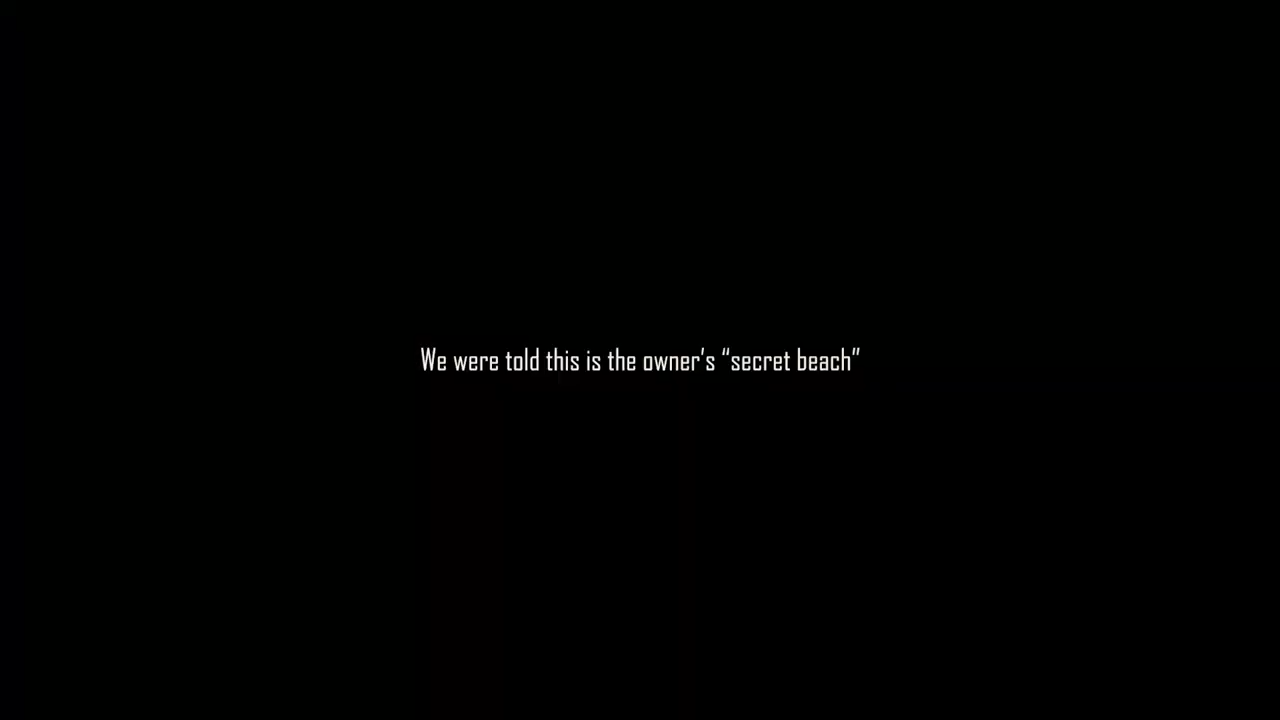 We were told this is the owner’s “secret beach”